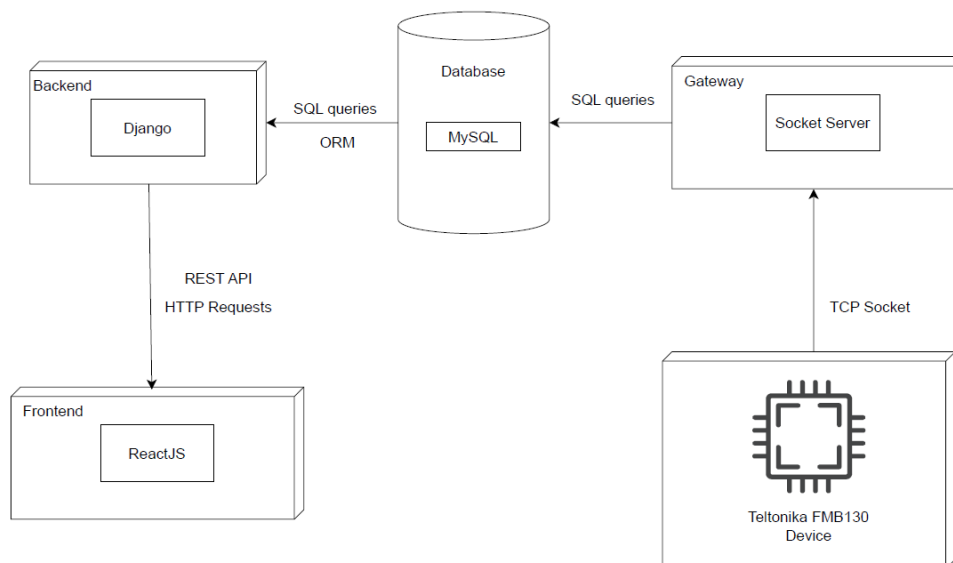 Backend
Django
SQL queries
ORM
Database
MySQL
SQL queries
Gateway
Socket Server
REST API
HTTP Requests
TCP Socket
Frontend
ReactJS
Teltonika FMB130
Device